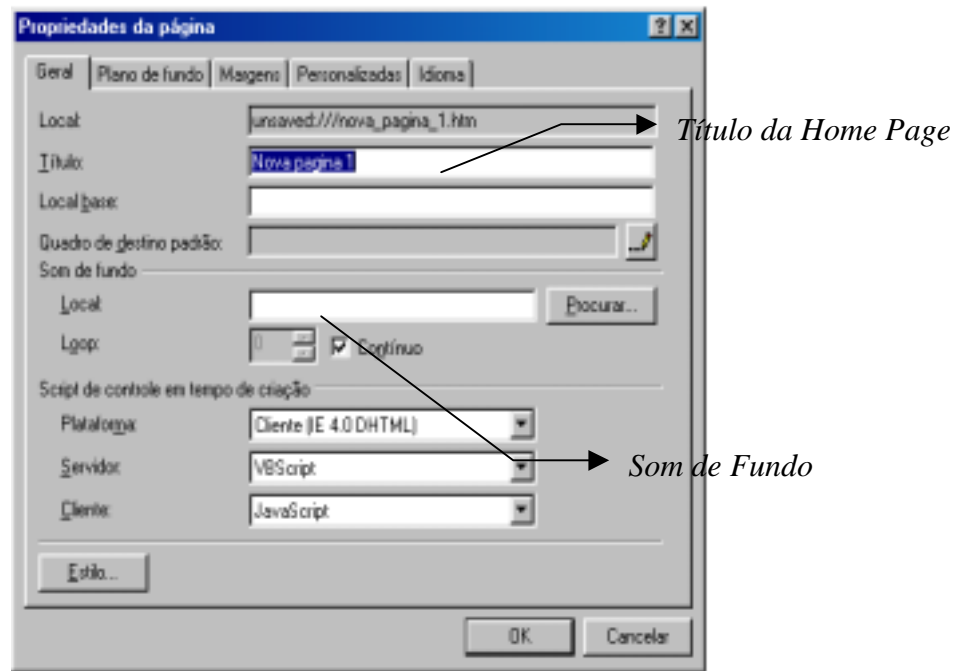 Propriedades da página
Geral Plano de fundo Margens Personalizadas Idioma
Local: unsaved:///nova_pagina_1.htm
Título da Home Page
Título: Nova pagina 1
Local base:
Quadro de destino padrão:
Som de fundo
Local: Procurar...
Loop: 0 Contínuo
Script de controle em tempo de criação
Plataforma: Cliente (IE 4.0 DHTML)
Servidor: VBScript
Som de Fundo
Cliente: JavaScript
Estilo...
OK Cancelar